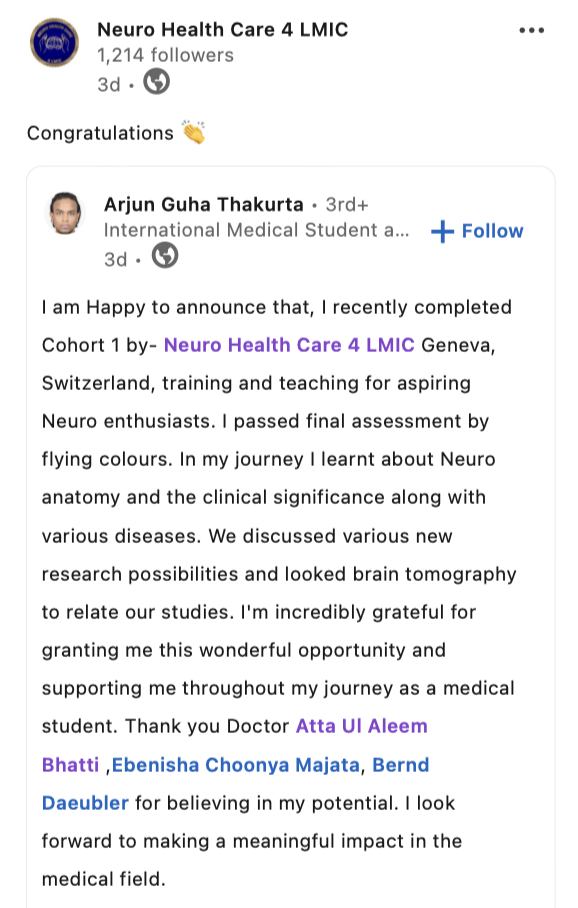 Neuro Health Care 4 LMIC
1,214 followers
3d •
Congratulations 👏
Arjun Guha Thakurta • 3rd+
International Medical Student a...
+ Follow
3d •
I am Happy to announce that, I recently completed
Cohort 1 by- Neuro Health Care 4 LMIC Geneva,
Switzerland, training and teaching for aspiring
Neuro enthusiasts. I passed final assessment by
flying colours. In my journey I learnt about Neuro
anatomy and the clinical significance along with
various diseases. We discussed various new
research possibilities and looked brain tomography
to relate our studies. I'm incredibly grateful for
granting me this wonderful opportunity and
supporting me throughout my journey as a medical
student. Thank you Doctor Atta Ul Aleem
Bhatti ,Ebenisha Choonya Majata, Bernd
Daeubler for believing in my potential. I look
forward to making a meaningful impact in the
medical field.